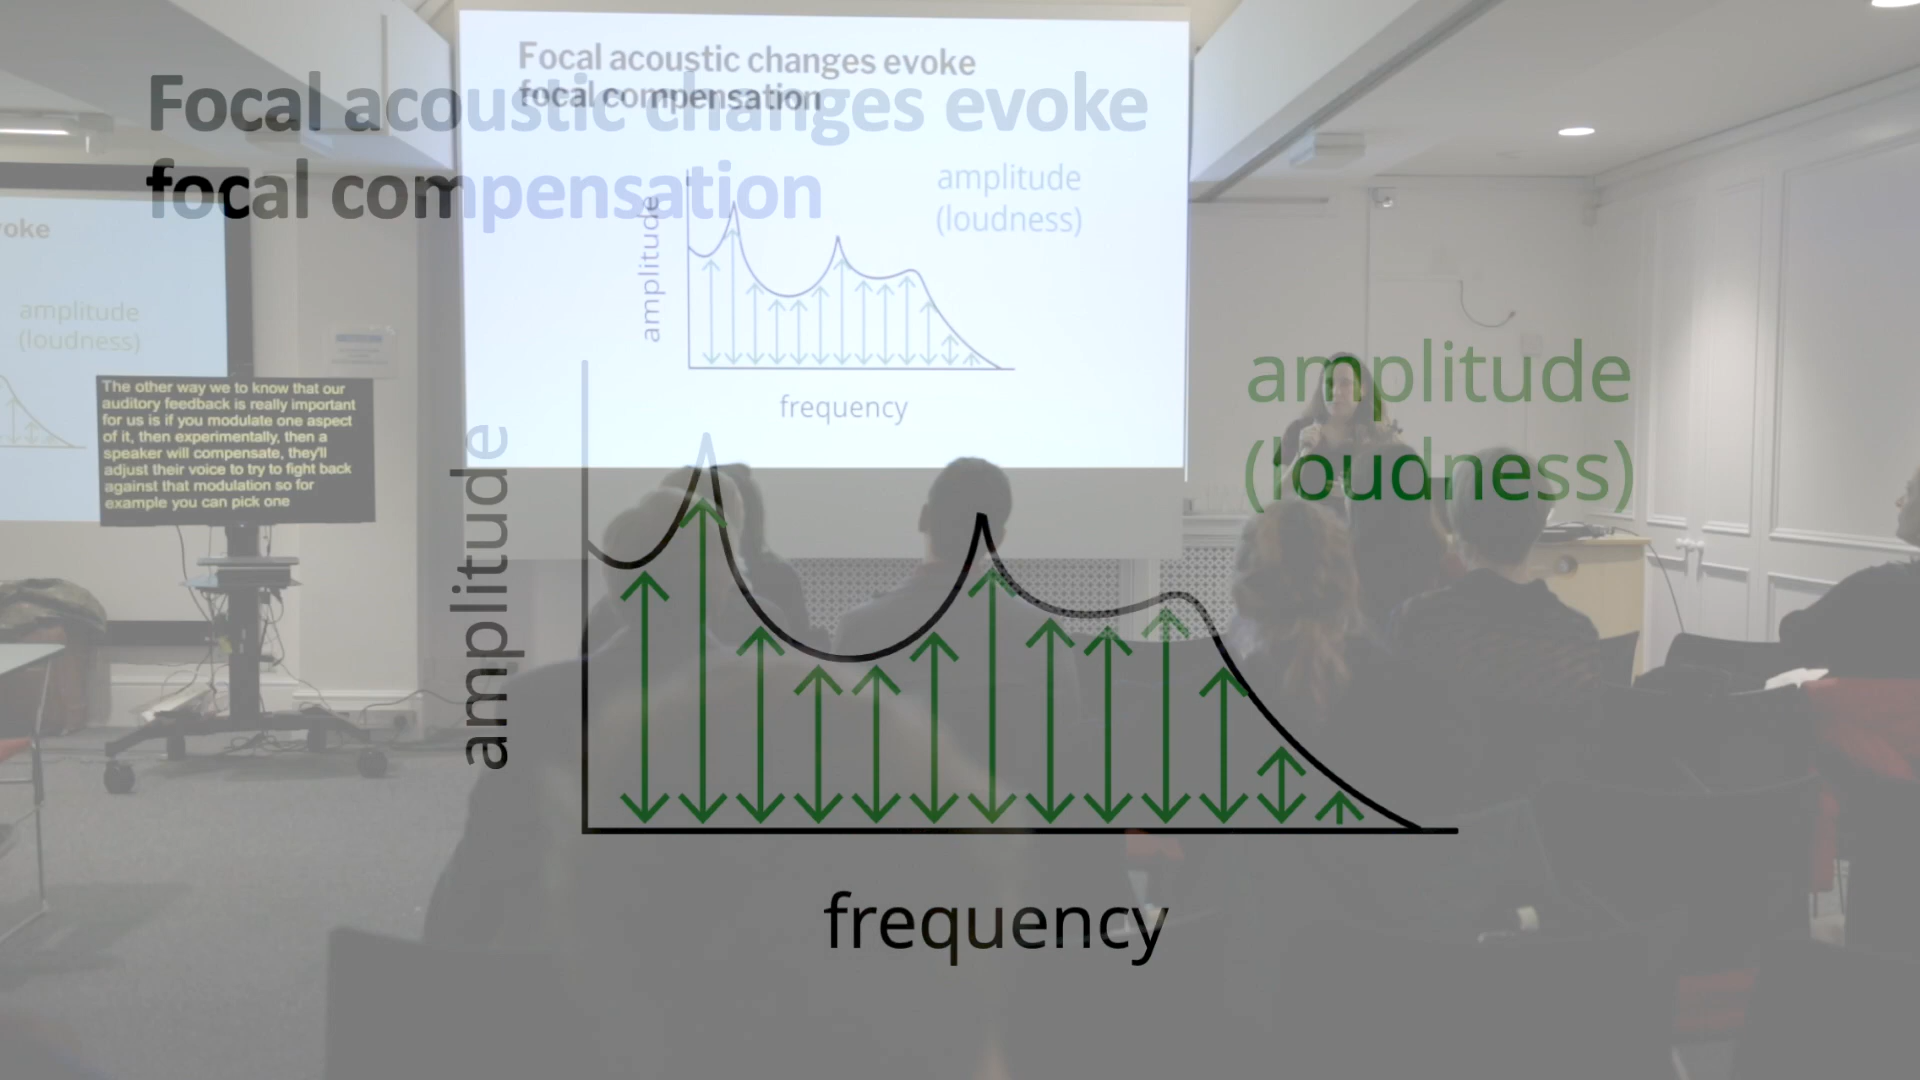 Focal acoustic changes evoke
focal compensation
amplitude
(loudness)
amplitude
frequency
Focal acoustic changes evoke
focal compensation
amplitude
(loudness)
amplitude
frequency
oke
amplitude
(loudness)
The other way we to know that our
auditory feedback is really important
for us is if you modulate one aspect
of it, then experimentally, then a
speaker will compensate, they'll
adjust their voice to try to fight back
against that modulation so for
example you can pick one